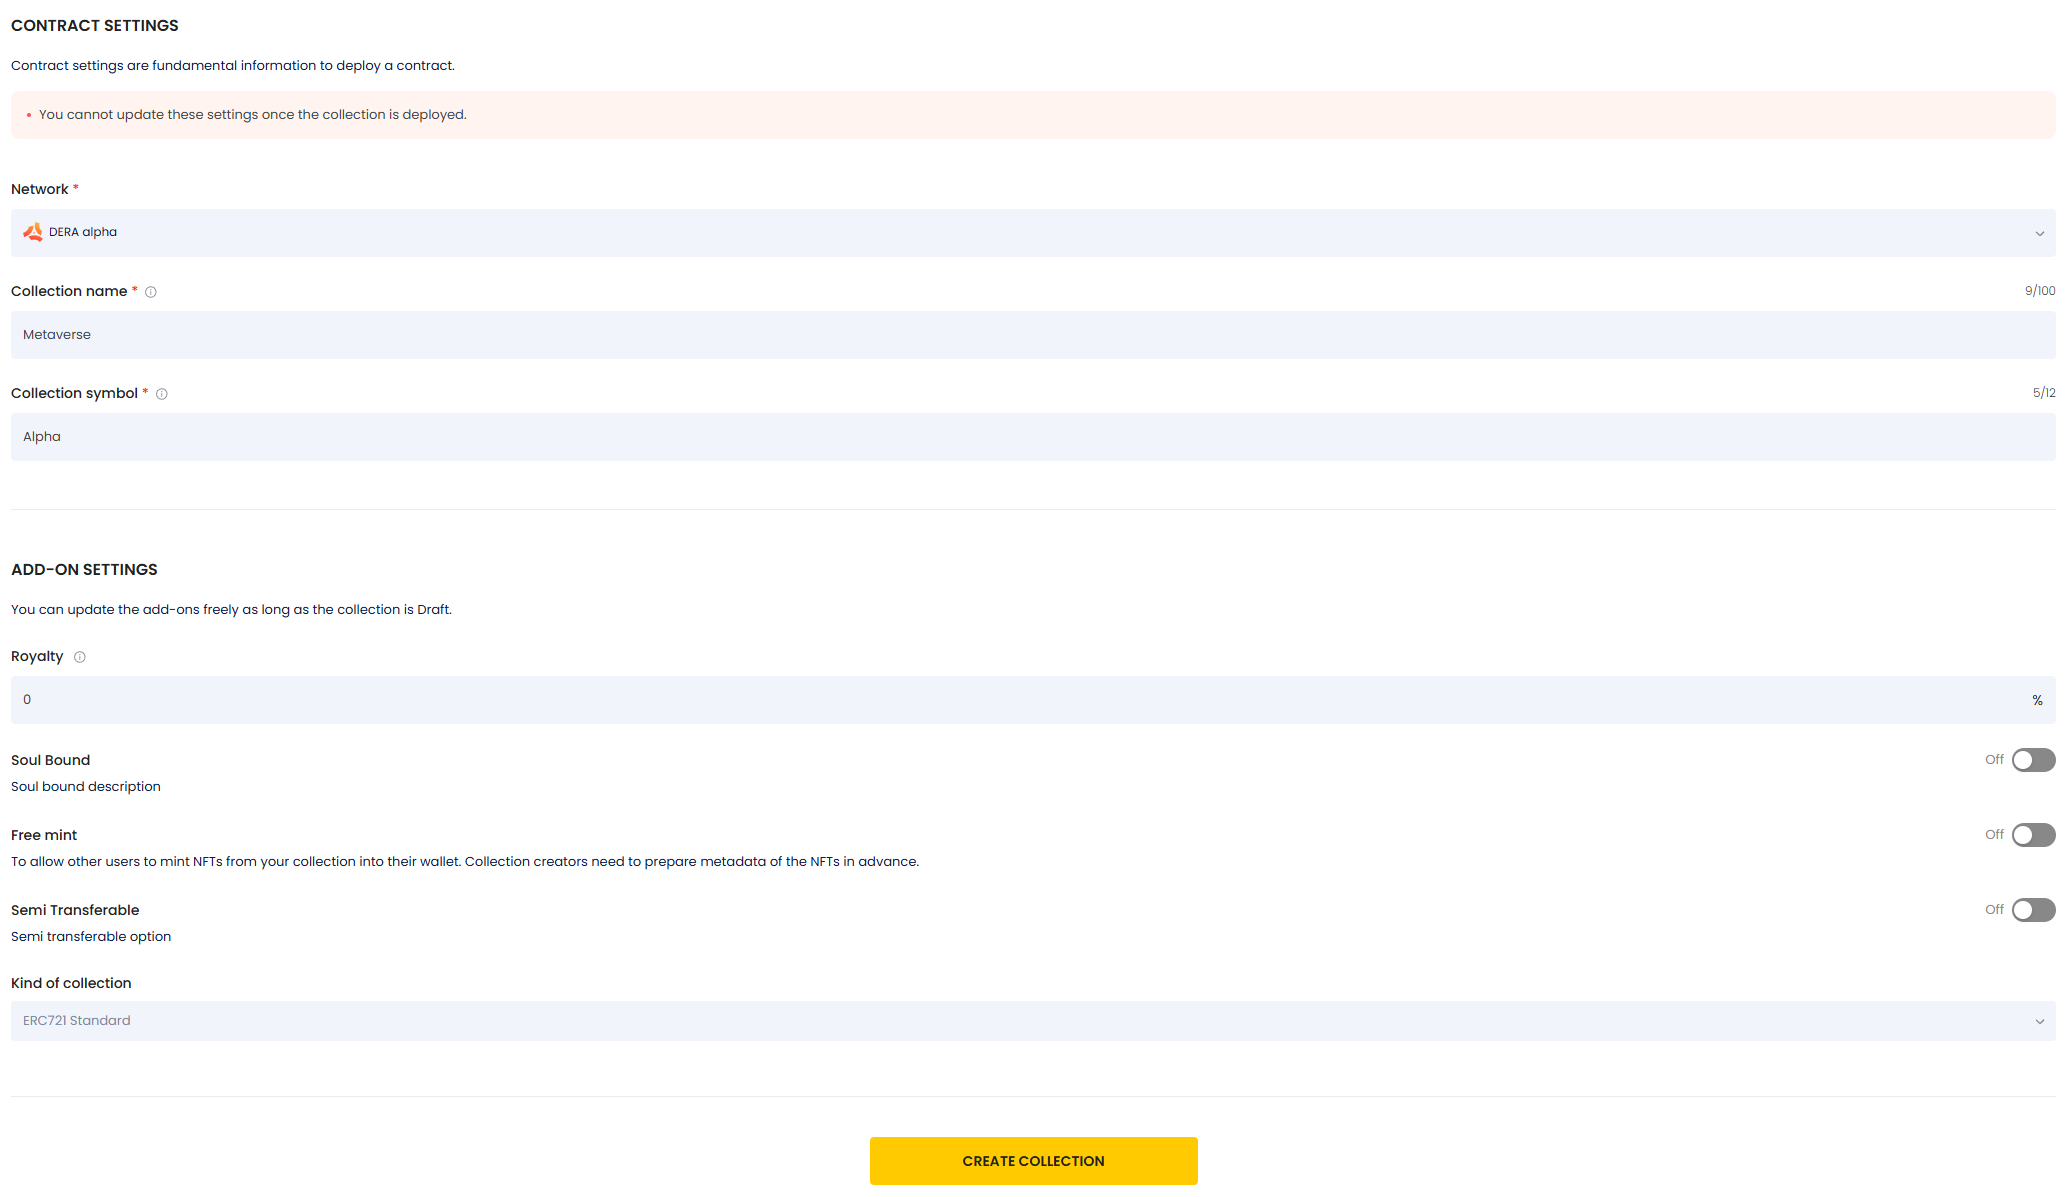 CONTRACT SETTINGS
Contract settings are fundamental information to deploy a contract.
• You cannot update these settings once the collection is deployed.
Network *
DERA alpha
Collection name * 9/100
Metaverse
Collection symbol * 5/12
Alpha
ADD-ON SETTINGS
You can update the add-ons freely as long as the collection is Draft.
Royalty
0 %
Soul Bound Off
Soul bound description
Free mint Off
To allow other users to mint NFTs from your collection into their wallet. Collection creators need to prepare metadata of the NFTs in advance.
Semi Transferable Off
Semi transferable option
Kind of collection
ERC721 Standard
CREATE COLLECTION